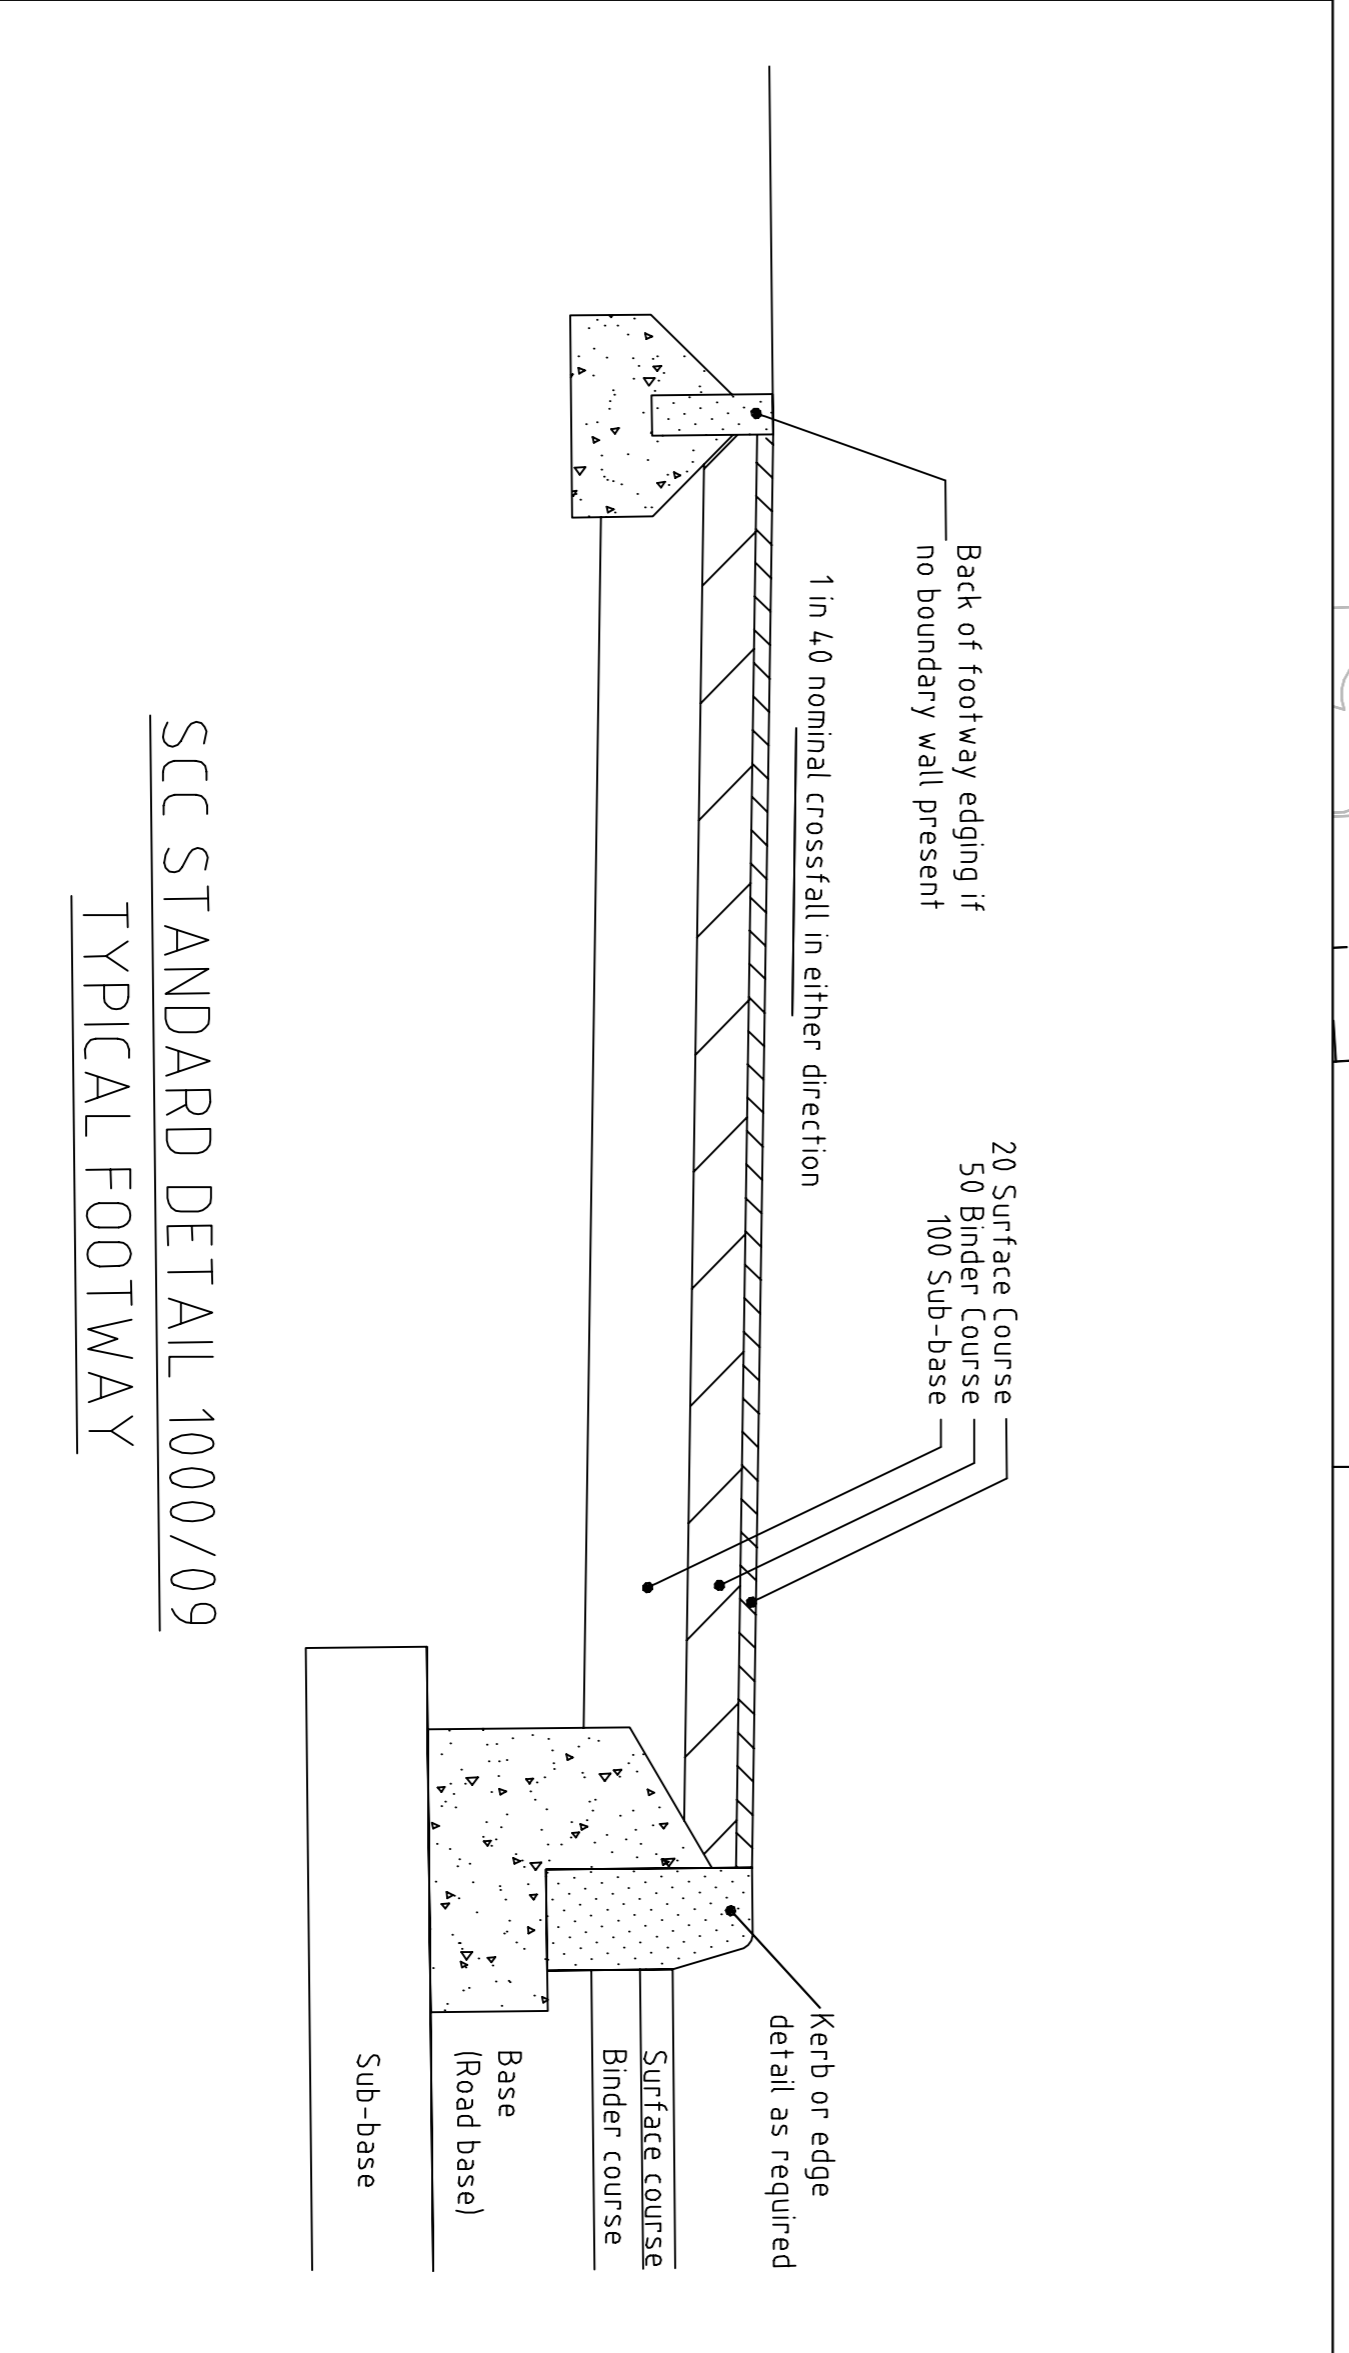 20 Surface Course
50 Binder Course
100 Sub-base
Back of footway edging if
no boundary wall present
1 in 40 nominal crossfall in either direction
Kerb or edge
detail as required
Surface course
Binder course
Base
(Road base)
Sub-base
SCC STANDARD DETAIL 1000/09
TYPICAL FOOTWAY